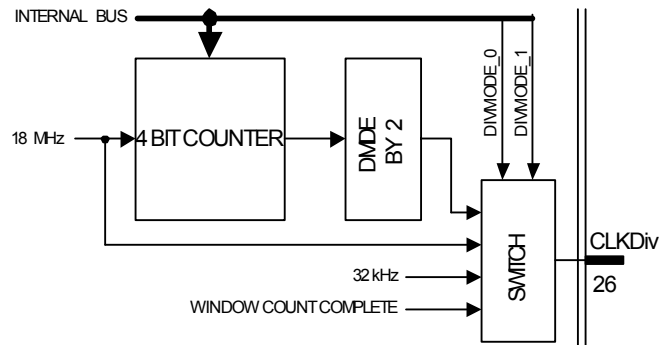 INTERNAL BUS
DIVMODE_0
DIVMODE_1
18 MHz
4 BIT COUNTER
DMDE
BY 2
SWITCH
CLKDiv
26
32 kHz
WINDOW COUNT COMPLETE